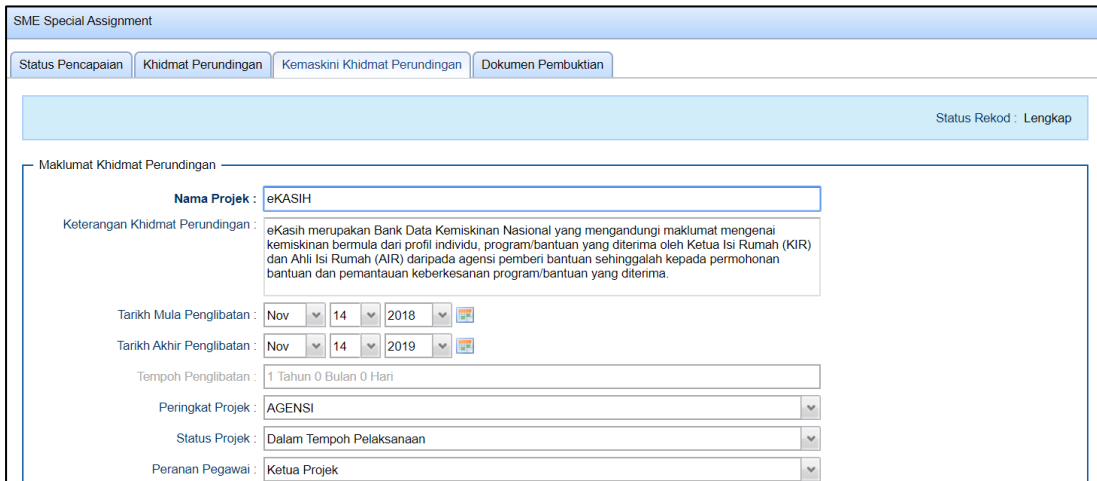 SME Special Assignment
Status Pencapaian Khidmat Perundingan Kemaskini Khidmat Perundingan Dokumen Pembuktian
Status Rekod : Lengkap
Maklumat Khidmat Perundingan
Nama Projek : eKASIH
Keterangan Khidmat Perundingan : eKasih merupakan Bank Data Kemiskinan Nasional yang mengandungi maklumat mengenai
kemiskinan bermula dari profil individu, program/bantuan yang diterima oleh Ketua Isi Rumah (KIR)
dan Ahli Isi Rumah (AIR) daripada agensi pemberi bantuan sehinggalah kepada permohonan
bantuan dan pemantauan keberkesanan program/bantuan yang diterima.
Tarikh Mula Penglibatan : Nov 14 2018
Tarikh Akhir Penglibatan : Nov 14 2019
Tempoh Penglibatan : 1 Tahun 0 Bulan 0 Hari
Peringkat Projek : AGENSI
Status Projek : Dalam Tempoh Pelaksanaan
Peranan Pegawai : Ketua Projek